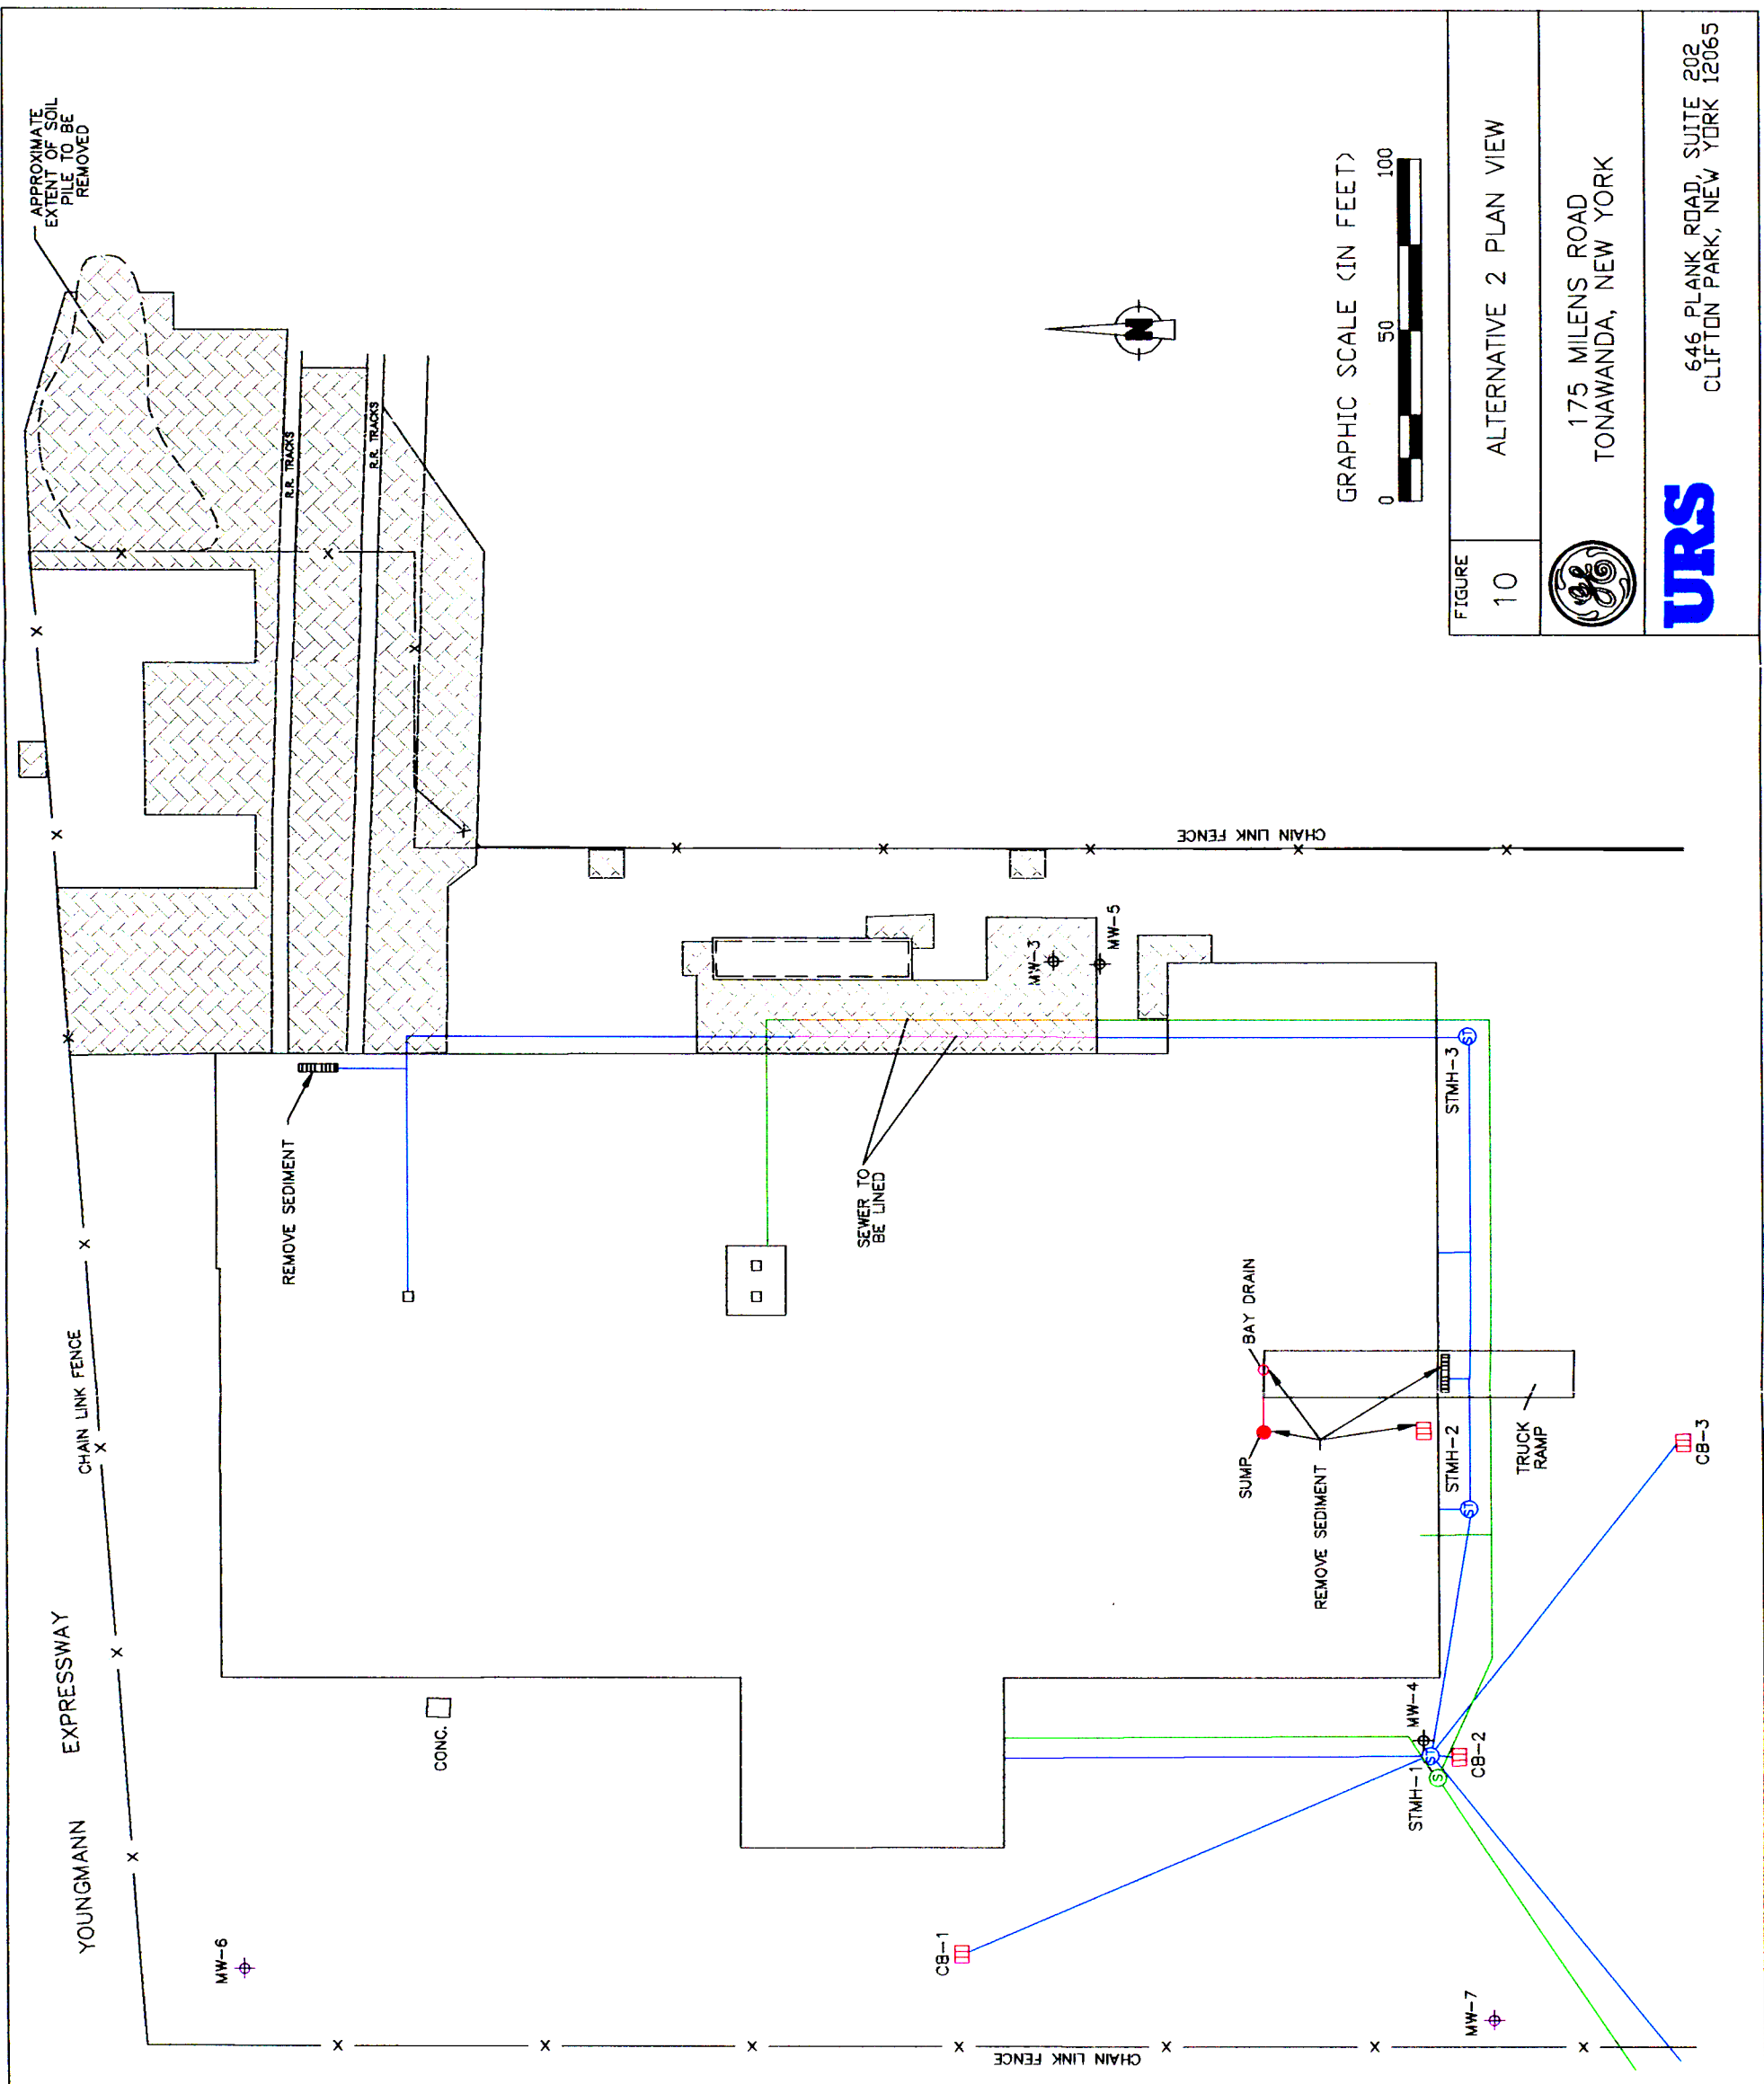 YOUNGMANN EXPRESSWAY
CHAIN LINK FENCE
APPROXIMATE
EXTENT OF SOIL
PILE TO BE
REMOVED
MW-6
CONC.
REMOVE SEDIMENT
R.R. TRACKS
R.R. TRACKS
SEWER TO
BE LINED
MW-3
MW-5
CHAIN LINK FENCE
CB-1
CHAIN LINK FENCE
SUMP
BAY DRAIN
REMOVE SEDIMENT
MW-7
STMH-1
MW-4
ST
S
CB-2
STMH-2
ST
STMH-3
ST
TRUCK
RAMP
CB-3
N
GRAPHIC SCALE (IN FEET)
0 50 100
FIGURE
10
ALTERNATIVE 2 PLAN VIEW
GE
175 MILENS ROAD
TONAWANDA, NEW YORK
URS
646 PLANK ROAD, SUITE 202
CLIFTON PARK, NEW YORK 12065